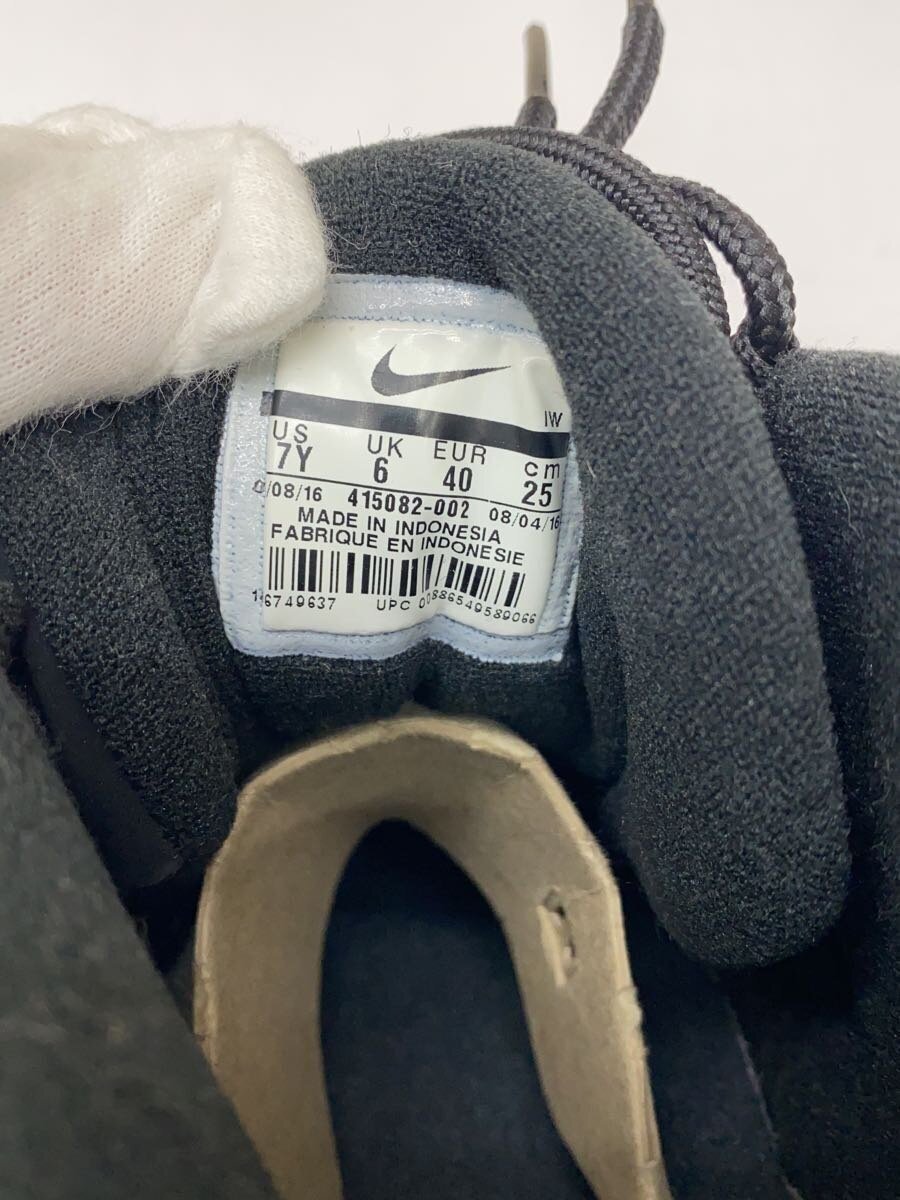 IW
US UK EUR cm
7Y 6 40 25
/08/16 415082-002 08/04/16
MADE IN INDONESIA
FABRIQUE EN INDONESIE
UPC 00886549589066